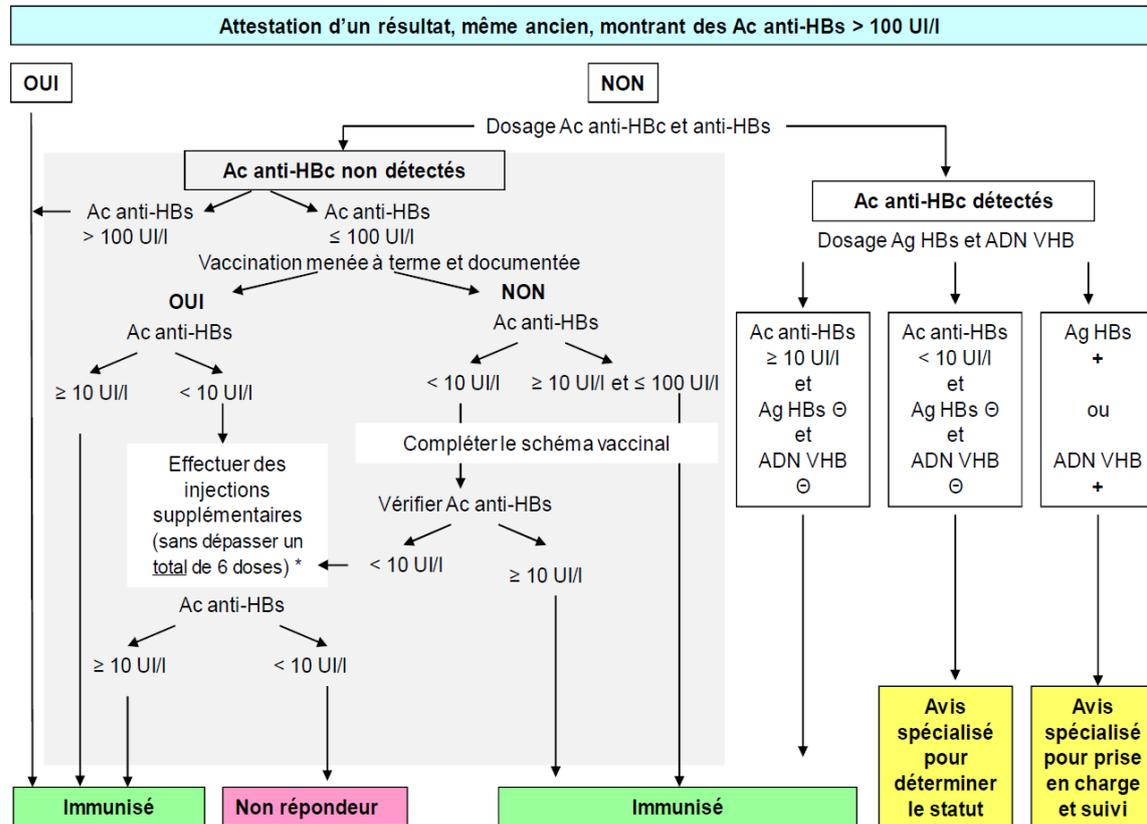 Attestation d'un résultat, même ancien, montrant des Ac anti-HBs > 100 UI/l
OUI
NON
Dosage Ac anti-HBc et anti-HBs
Ac anti-HBc non détectés
Ac anti-HBs
> 100 UI/l
Ac anti-HBs
≤ 100 UI/l
Vaccination menée à terme et documentée
OUI
Ac anti-HBs
≥ 10 UI/l
< 10 UI/l
Effectuer des
injections
supplémentaires
(sans dépasser un
total de 6 doses) *
Ac anti-HBs
≥ 10 UI/l
< 10 UI/l
NON
Ac anti-HBs
< 10 UI/l
≥ 10 UI/l et ≤ 100 UI/l
Compléter le schéma vaccinal
Vérifier Ac anti-HBs
< 10 UI/l
≥ 10 UI/l
Ac anti-HBc détectés
Dosage Ag HBs et ADN VHB
Ac anti-HBs
≥ 10 UI/l
et
Ag HBs Θ
et
ADN VHB
Θ
Ac anti-HBs
< 10 UI/l
et
Ag HBs Θ
et
ADN VHB
Θ
Ag HBs
+
ou
ADN VHB
+
Immunisé
Non répondeur
Immunisé
Avis
spécialisé
pour
déterminer
le statut
Avis
spécialisé
pour prise
en charge
et suivi